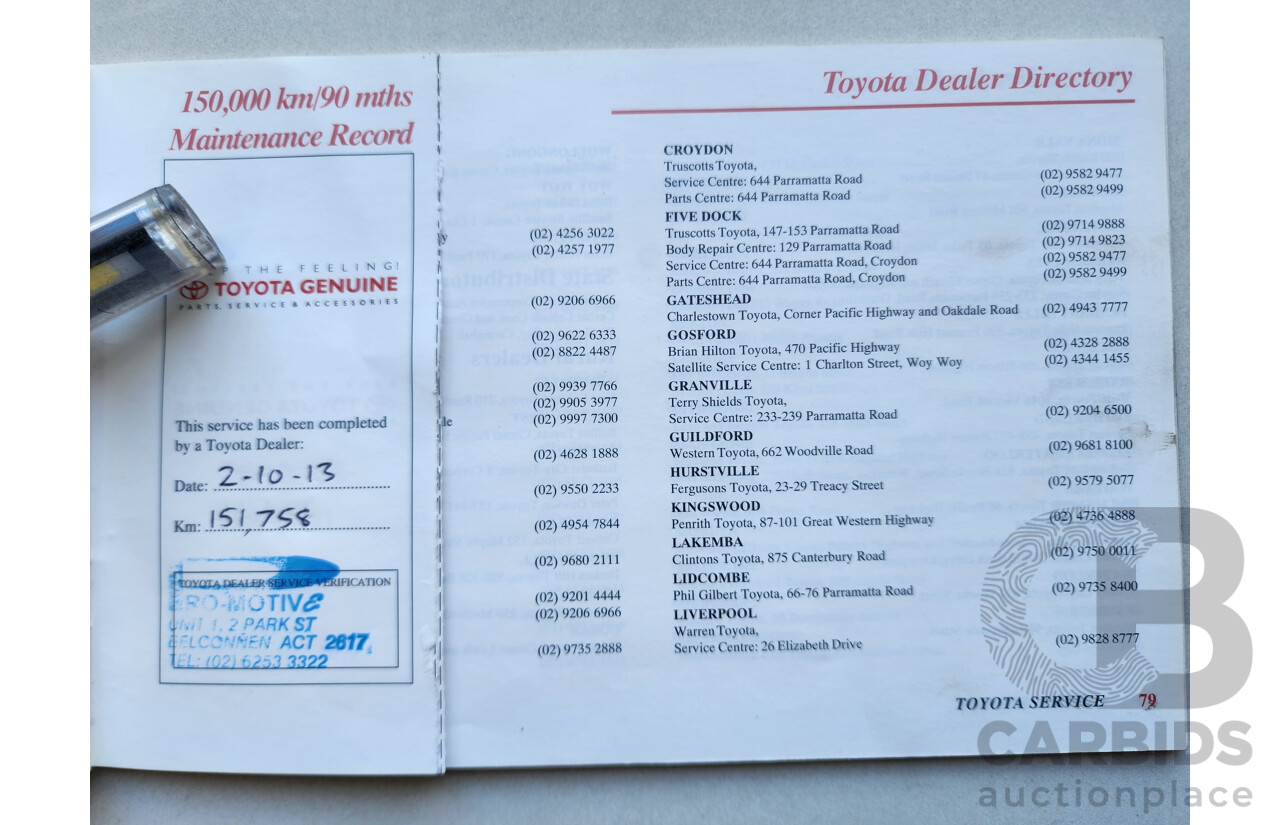 150,000 km/90 mths
Maintenance Record
THE FEELING!
TOYOTA GENUINE
PARTS, SERVICE & ACCESSORIES
This service has been completed
by a Toyota Dealer:
Date: 2-10-13
Km: 151,758
TOYOTA DEALER SERVICE VERIFICATION
RO-MOTIVE
UNIT 1, 2 PARK ST
BELCONNEN ACT 2617
TEL: (02) 6253 3322
(02) 4256 3022
(02) 4257 1977
(02) 9206 6966
(02) 9622 6333
(02) 8822 4487
(02) 9939 7766
(02) 9905 3977
(02) 9997 7300
(02) 4628 1888
(02) 9550 2233
(02) 4954 7844
(02) 9680 2111
(02) 9201 4444
(02) 9206 6966
(02) 9735 2888
Toyota Dealer Directory
CROYDON
Truscotts Toyota,
Service Centre: 644 Parramatta Road (02) 9582 9477
Parts Centre: 644 Parramatta Road (02) 9582 9499
FIVE DOCK
Truscotts Toyota, 147-153 Parramatta Road (02) 9714 9888
Body Repair Centre: 129 Parramatta Road (02) 9714 9823
Service Centre: 644 Parramatta Road, Croydon (02) 9582 9477
Parts Centre: 644 Parramatta Road, Croydon (02) 9582 9499
GATESHEAD
Charlestown Toyota, Corner Pacific Highway and Oakdale Road (02) 4943 7777
GOSFORD
Brian Hilton Toyota, 470 Pacific Highway (02) 4328 2888
Satellite Service Centre: 1 Charlton Street, Woy Woy (02) 4344 1455
GRANVILLE
Terry Shields Toyota,
Service Centre: 233-239 Parramatta Road (02) 9204 6500
GUILDFORD
Western Toyota, 662 Woodville Road (02) 9681 8100
HURSTVILLE
Fergusons Toyota, 23-29 Treacy Street (02) 9579 5077
KINGSWOOD
Penrith Toyota, 87-101 Great Western Highway (02) 4736 4888
LAKEMBA
Clintons Toyota, 875 Canterbury Road (02) 9750 0011
LIDCOMBE
Phil Gilbert Toyota, 66-76 Parramatta Road (02) 9735 8400
LIVERPOOL
Warren Toyota,
Service Centre: 26 Elizabeth Drive (02) 9828 8777
TOYOTA SERVICE 79
CB
CARBIDS
auctionplace